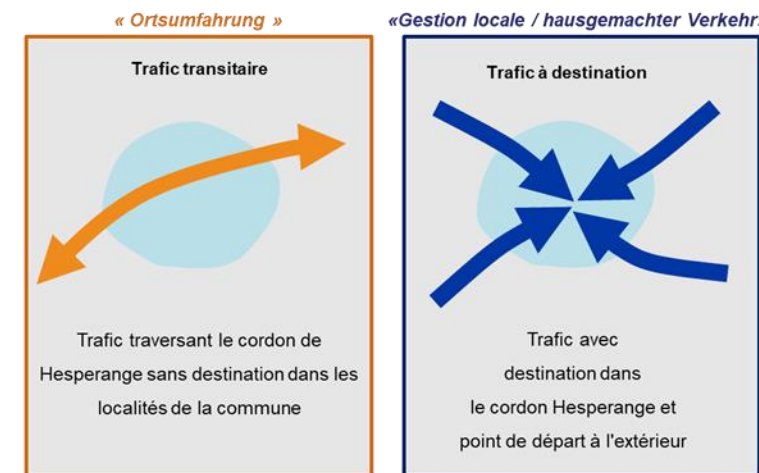 « Ortsumfahrung »
Trafic transitaire
Trafic traversant le cordon de
Hesperange sans destination dans les
localités de la commune
«Gestion locale / hausgemachter Verkehr
Trafic à destination
Trafic avec
destination dans
le cordon Hesperange et
point de départ à l'extérieur